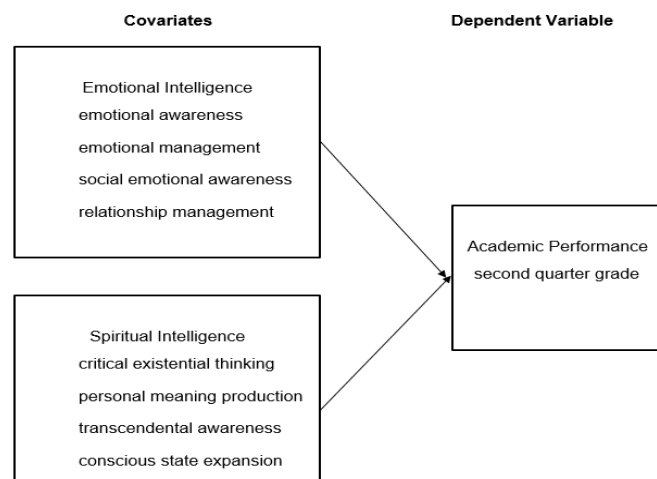 Covariates
Dependent Variable
Emotional Intelligence
emotional awareness
emotional management
social emotional awareness
relationship management
Academic Performance
second quarter grade
Spiritual Intelligence
critical existential thinking
personal meaning production
transcendental awareness
conscious state expansion